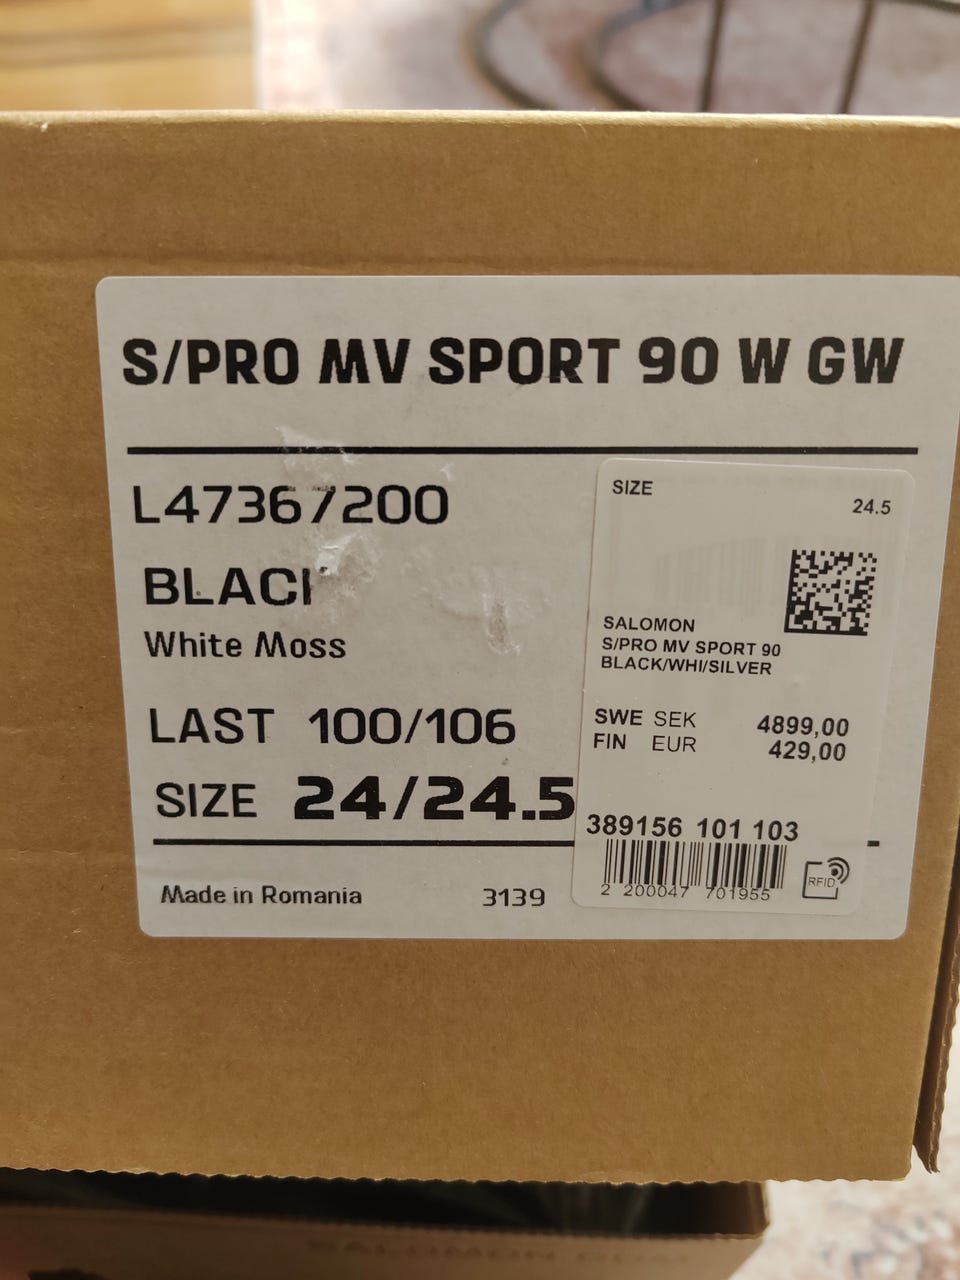 S/PRO MV SPORT 90 W GW
L47367200
BLACK
White Moss
LAST 100/106
SIZE 24/24.5
Made in Romania 3139
SIZE
24.5
SALOMON
S/PRO MV SPORT 90
BLACK/WHI/SILVER
SWE SEK 4899,00
FIN EUR 429,00
389156 101 103
2 200047 701955
RFID